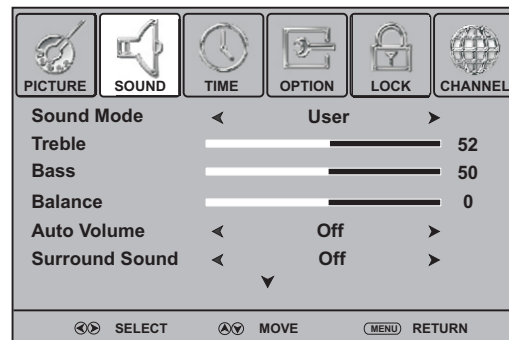 PICTURE SOUND TIME OPTION LOCK CHANNEL
Sound Mode User
Treble 52
Bass 50
Balance 0
Auto Volume Off
Surround Sound Off
SELECT MOVE MENU RETURN